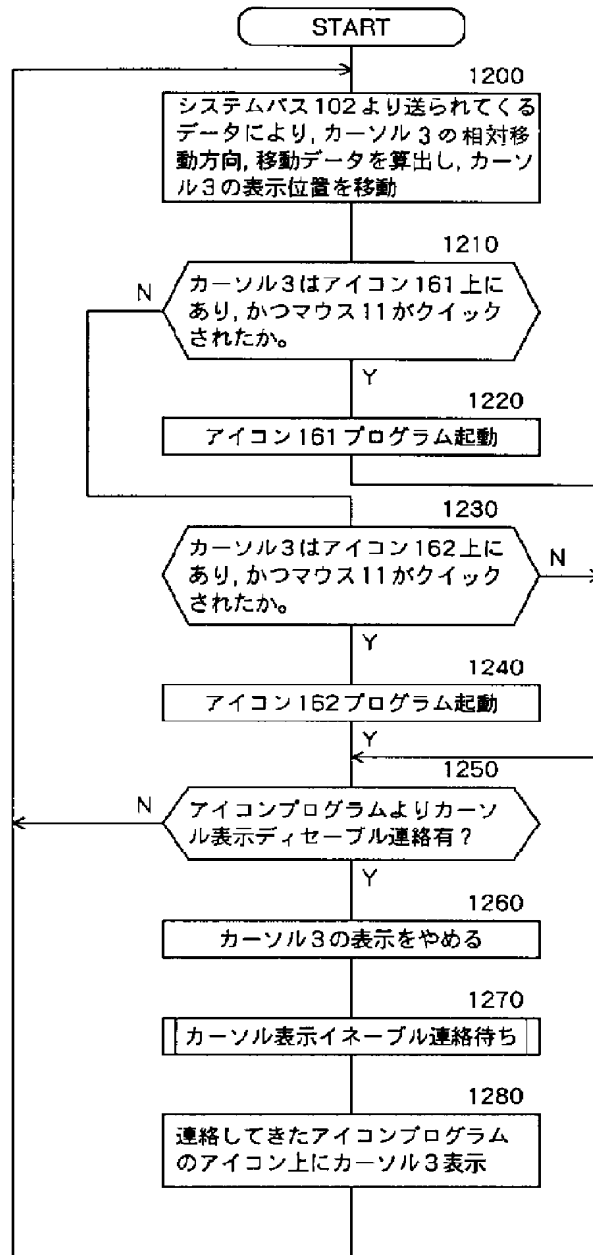 START
1200
システムバス102より送られてくる
データにより,カーソル3の相対移
動方向,移動データを算出し,カーソ
ル3の表示位置を移動
1210
N
カーソル3はアイコン161上に
あり,かつマウス11がクイック
されたか。
Y
1220
アイコン161プログラム起動
1230
カーソル3はアイコン162上に
あり,かつマウス11がクイック
されたか。
N
Y
1240
アイコン162プログラム起動
Y
1250
N
アイコンプログラムよりカーソ
ル表示ディセーブル連絡有?
Y
1260
カーソル3の表示をやめる
1270
カーソル表示イネーブル連絡待ち
1280
連絡してきたアイコンプログラム
のアイコン上にカーソル3表示